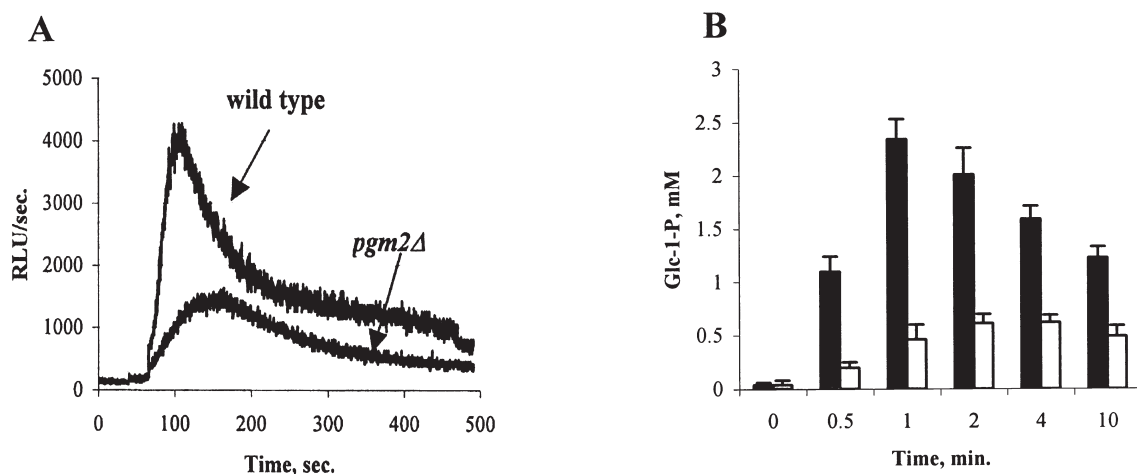 A
5000
4000
3000
2000
1000
0
RLU/sec.
wild type
pgm2Δ
0 100 200 300 400 500
Time, sec.
B
3
2.5
2
1.5
1
0.5
0
Glc-1-P, mM
0 0.5 1 2 4 10
Time, min.